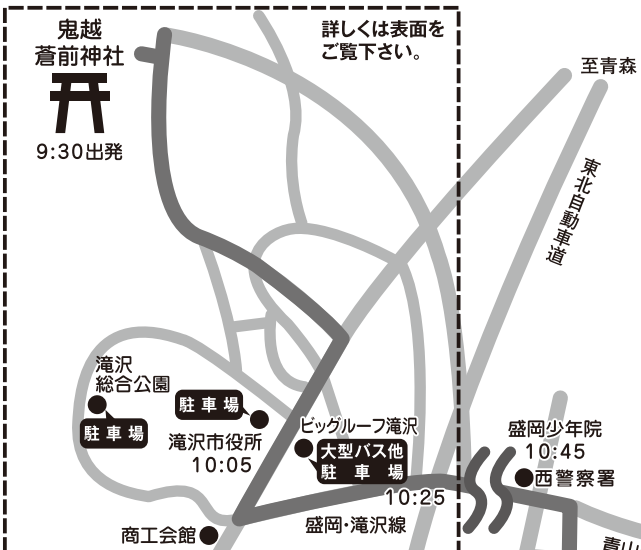 鬼越
蒼前神社
9:30出発
詳しくは表面を
ご覧下さい。
至青森
東北自動車道
滝沢
総合公園
駐車場
駐車場
滝沢市役所
10:05
ビッグルーフ滝沢
大型バス他
駐車場
10:25
盛岡少年院
10:45
西警察署
商工会館
盛岡・滝沢線
青山